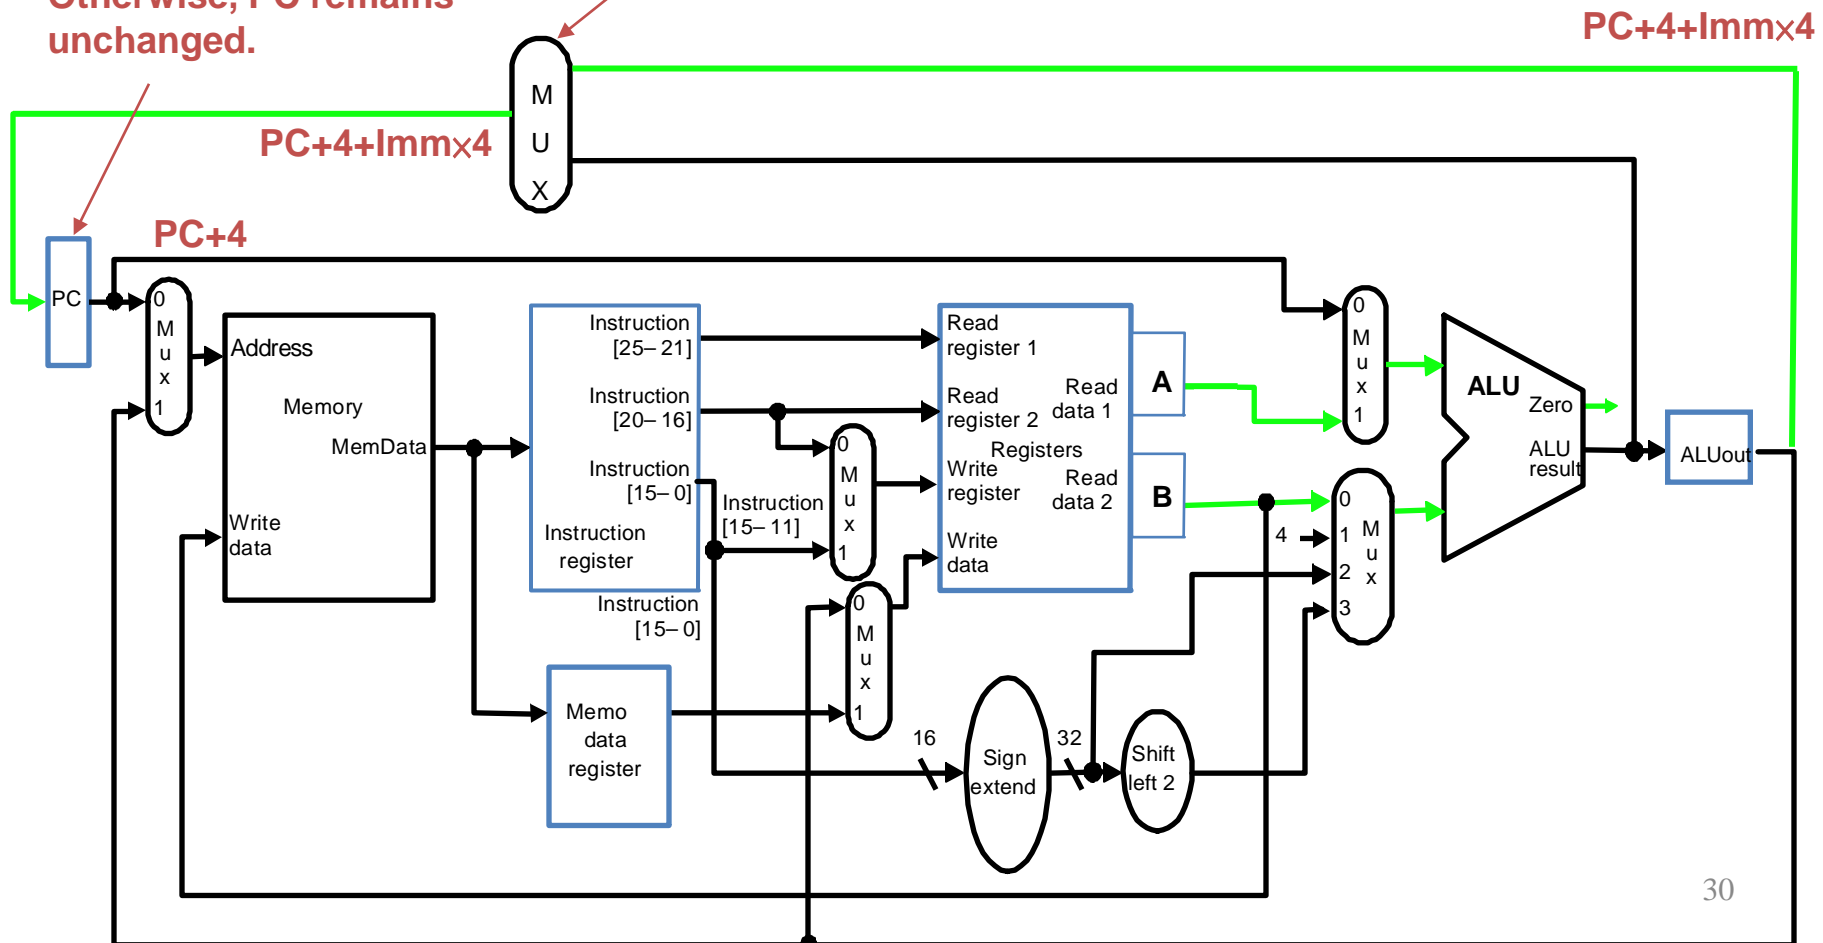 Otherwise, PC remains
unchanged.
PC+4+Imm×4
M
U
X
PC+4+Imm×4
PC+4
PC
0
M
u
x
1
Address
Memory
MemData
Write
data
Instruction
[25–21]
Instruction
[20–16]
Instruction
[15–0]
Instruction
register
Instruction
[15–0]
Instruction
[15–11]
0
M
u
x
1
Read
register 1
Read
register 2
Registers
Write
register
Write
data
Read
data 1
Read
data 2
A
B
0
M
u
x
1
4
0
1
2
3
M
u
x
ALU
Zero
ALU
result
ALUout
Memo
data
register
0
M
u
x
1
16
Sign
extend
32
Shift
left 2
30